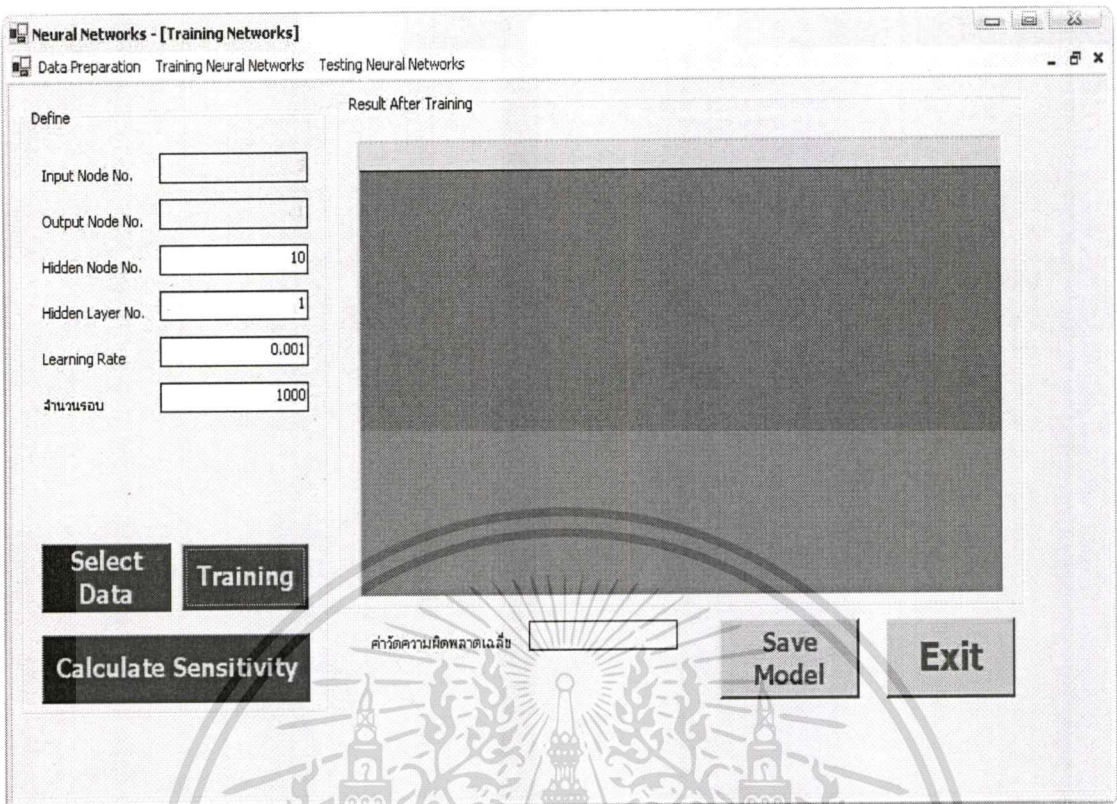 Neural Networks - [Training Networks]
Data Preparation Training Neural Networks Testing Neural Networks
Define
Input Node No.
Output Node No.
Hidden Node No. 10
Hidden Layer No. 1
Learning Rate 0.001
จำนวนรอบ 1000
Select Data
Training
Calculate Sensitivity
Result After Training
ค่าวัดความผิดพลาดเฉลี่ย
Save Model
Exit